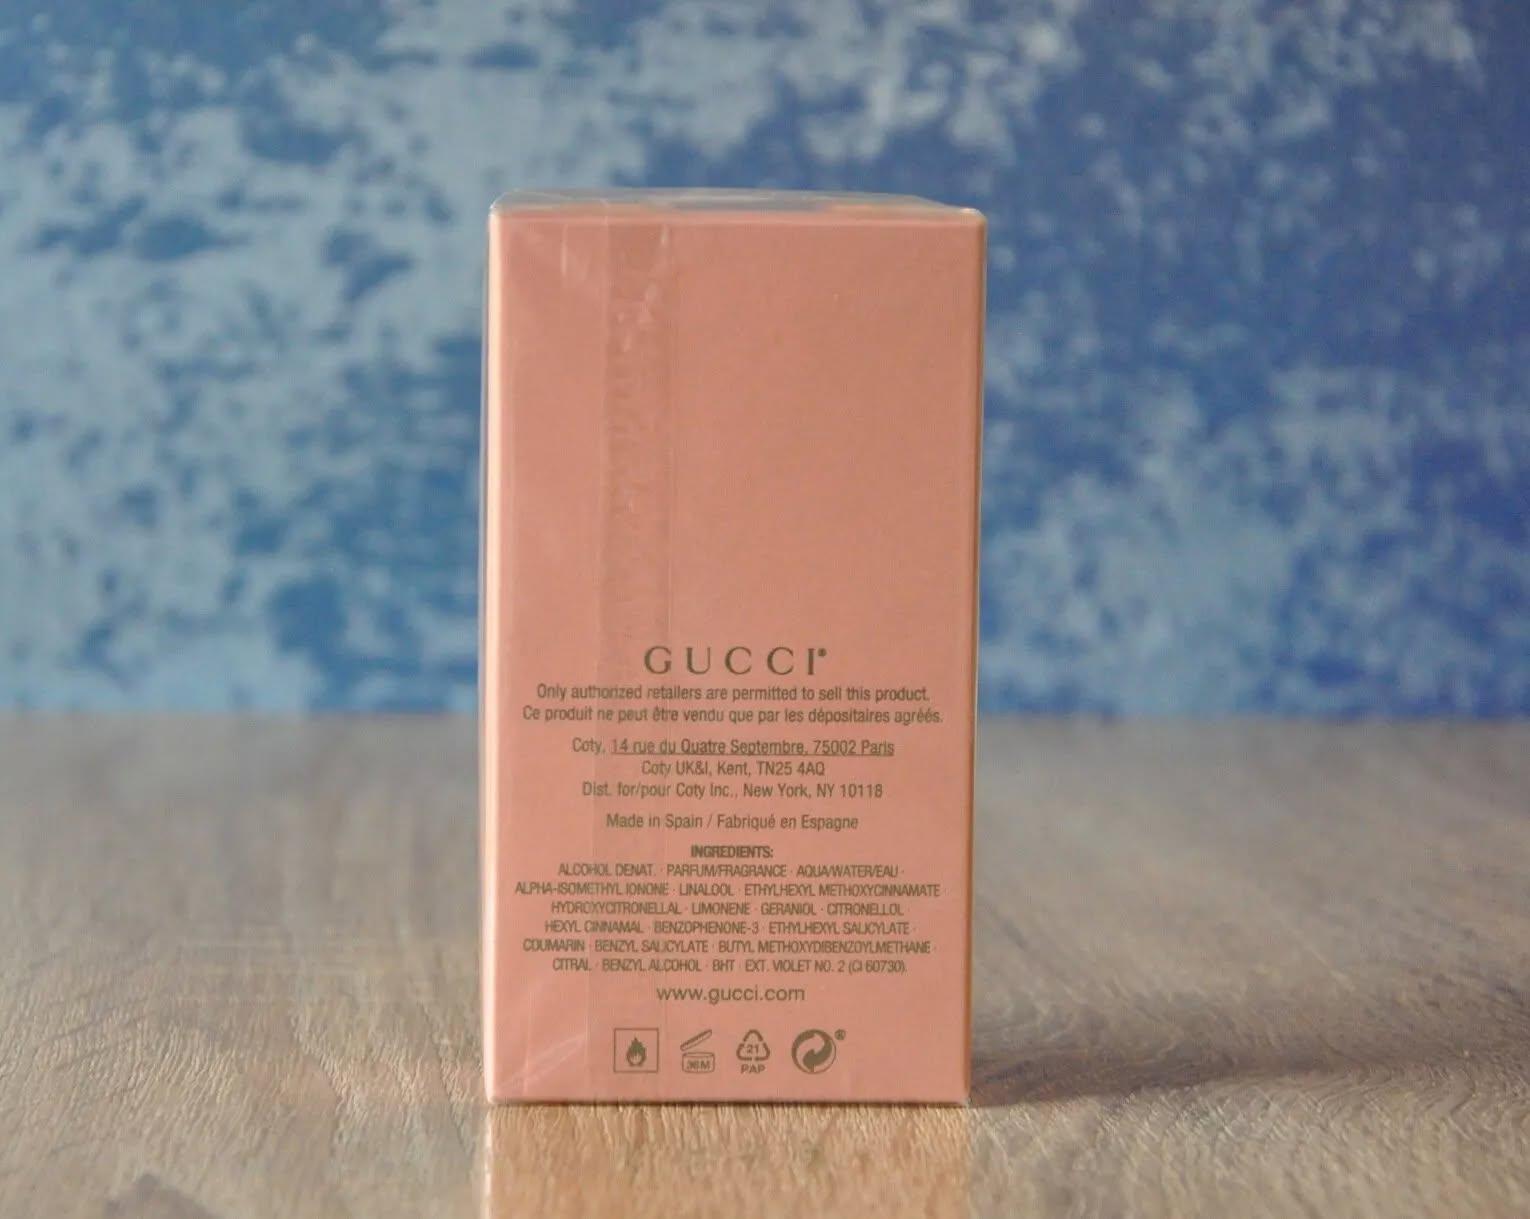 GUCCI®
Only authorized retailers are permitted to sell this product.
Ce produit ne peut être vendu que par les dépositaires agréés.
Coty, 14 rue du Quatre Septembre, 75002 Paris
Coty UK&I, Kent, TN25 4AQ
Dist. for/pour Coty Inc., New York, NY 10118
Made in Spain / Fabriqué en Espagne
INGREDIENTS:
ALCOHOL DENAT. · PARFUM/FRAGRANCE · AQUA/WATER/EAU ·
ALPHA-ISOMETHYL IONONE · LINALOOL · ETHYLHEXYL METHOXYCINNAMATE ·
HYDROXYCITRONELLAL · LIMONENE · GERANIOL · CITRONELLOL ·
HEXYL CINNAMAL · BENZOPHENONE-3 · ETHYLHEXYL SALICYLATE ·
COUMARIN · BENZYL SALICYLATE · BUTYL METHOXYDIBENZOYLMETHANE ·
CITRAL · BENZYL ALCOHOL · BHT · EXT. VIOLET NO. 2 (CI 60730).
www.gucci.com
36M
21
PAP
®